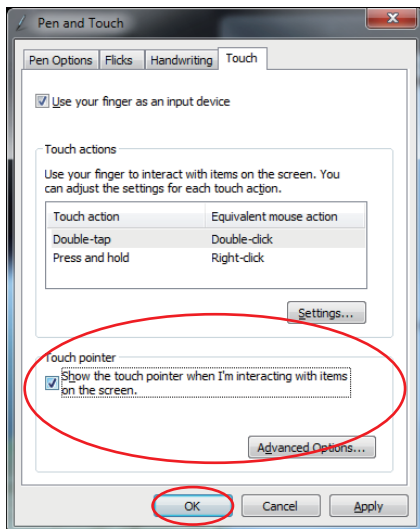 Pen and Touch
Pen Options Flicks Handwriting Touch
Use your finger as an input device
Touch actions
Use your finger to interact with items on the screen. You
can adjust the settings for each touch action.
Touch action Equivalent mouse action
Double-tap Double-click
Press and hold Right-click
Settings...
Touch pointer
Show the touch pointer when I'm interacting with items
on the screen.
Advanced Options...
OK Cancel Apply